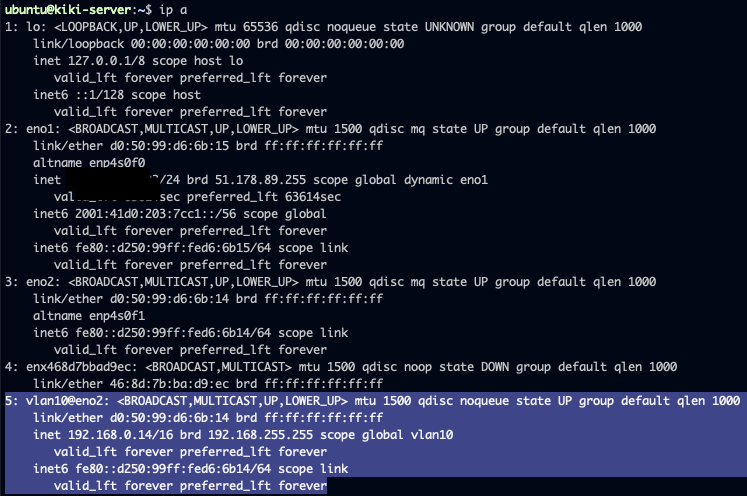 ubuntu@kiki-server:~$ ip a
1: lo: <LOOPBACK,UP,LOWER_UP> mtu 65536 qdisc noqueue state UNKNOWN group default qlen 1000
link/loopback 00:00:00:00:00:00 brd 00:00:00:00:00:00
inet 127.0.0.1/8 scope host lo
valid_lft forever preferred_lft forever
inet6 ::1/128 scope host
valid_lft forever preferred_lft forever
2: eno1: <BROADCAST,MULTICAST,UP,LOWER_UP> mtu 1500 qdisc mq state UP group default qlen 1000
link/ether d0:50:99:d6:6b:15 brd ff:ff:ff:ff:ff:ff
altname enp4s0f0
inet /24 brd 51.178.89.255 scope global dynamic eno1
preferred_lft 63614sec
inet6 2001:41d0:203:7cc1::/56 scope global
valid_lft forever preferred_lft forever
inet6 fe80::d250:99ff:fed6:6b15/64 scope link
valid_lft forever preferred_lft forever
3: eno2: <BROADCAST,MULTICAST,UP,LOWER_UP> mtu 1500 qdisc mq state UP group default qlen 1000
link/ether d0:50:99:d6:6b:14 brd ff:ff:ff:ff:ff:ff
altname enp4s0f1
inet6 fe80::d250:99ff:fed6:6b14/64 scope link
valid_lft forever preferred_lft forever
4: enx468d7bbad9ec: <BROADCAST,MULTICAST> mtu 1500 qdisc noop state DOWN group default qlen 1000
link/ether 46:8d:7b:ba:d9:ec brd ff:ff:ff:ff:ff:ff
5: vlan10@eno2: <BROADCAST,MULTICAST,UP,LOWER_UP> mtu 1500 qdisc noqueue state UP group default qlen 1000
link/ether d0:50:99:d6:6b:14 brd ff:ff:ff:ff:ff:ff
inet 192.168.0.14/16 brd 192.168.255.255 scope global vlan10
valid_lft forever preferred_lft forever
inet6 fe80::d250:99ff:fed6:6b14/64 scope link
valid_lft forever preferred_lft forever